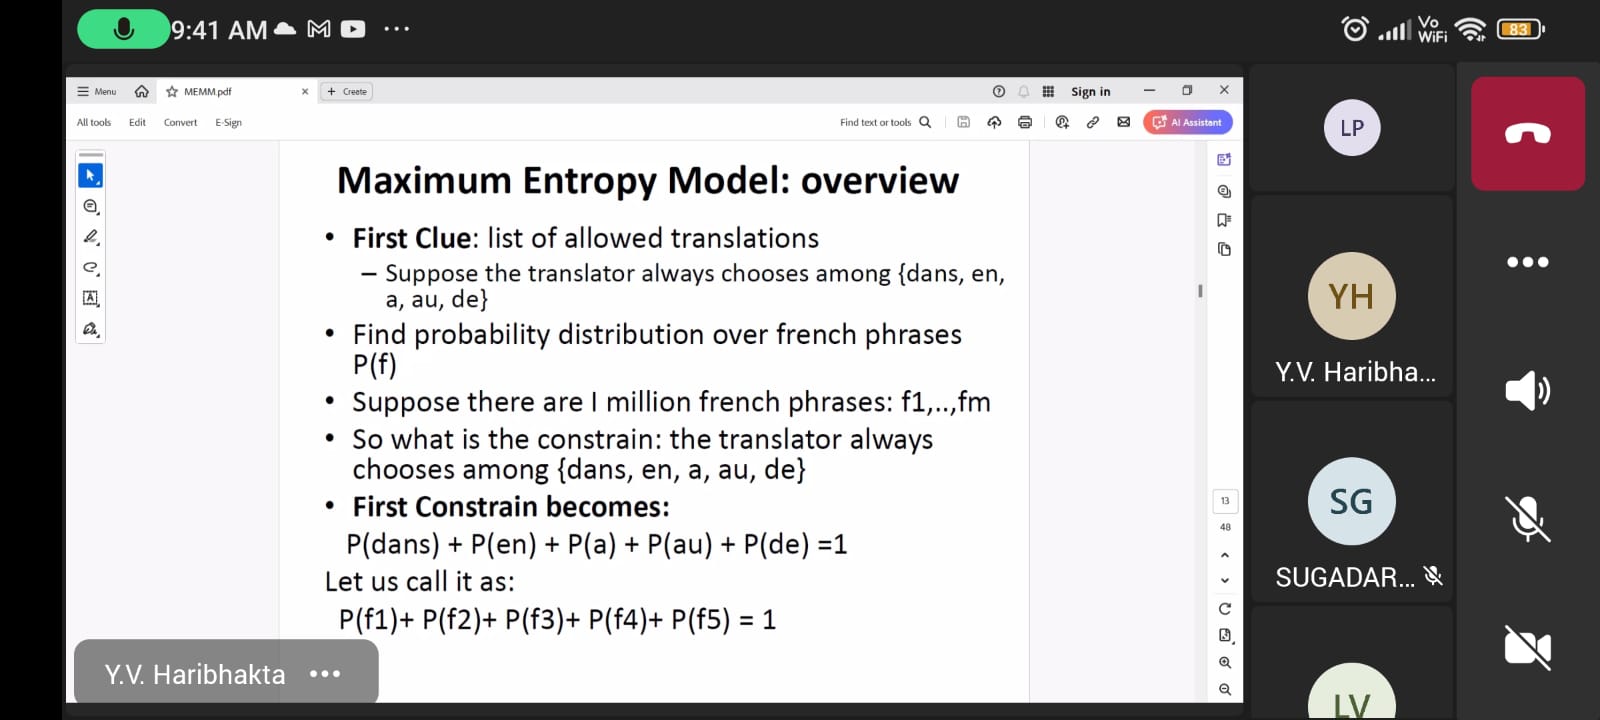 9:41 AM
Vo
WiFi
83
Menu
MEMM.pdf
+ Create
Sign in
All tools Edit Convert E-Sign
Find text or tools
AI Assistant
Maximum Entropy Model: overview
• First Clue: list of allowed translations
– Suppose the translator always chooses among {dans, en,
a, au, de}
• Find probability distribution over french phrases
P(f)
• Suppose there are I million french phrases: f1,..,fm
• So what is the constrain: the translator always
chooses among {dans, en, a, au, de}
• First Constrain becomes:
P(dans) + P(en) + P(a) + P(au) + P(de) =1
Let us call it as:
P(f1)+ P(f2)+ P(f3)+ P(f4)+ P(f5) = 1
13
48
Y.V. Haribhakta
LP
YH
Y.V. Haribha...
SG
SUGADAR...
LV